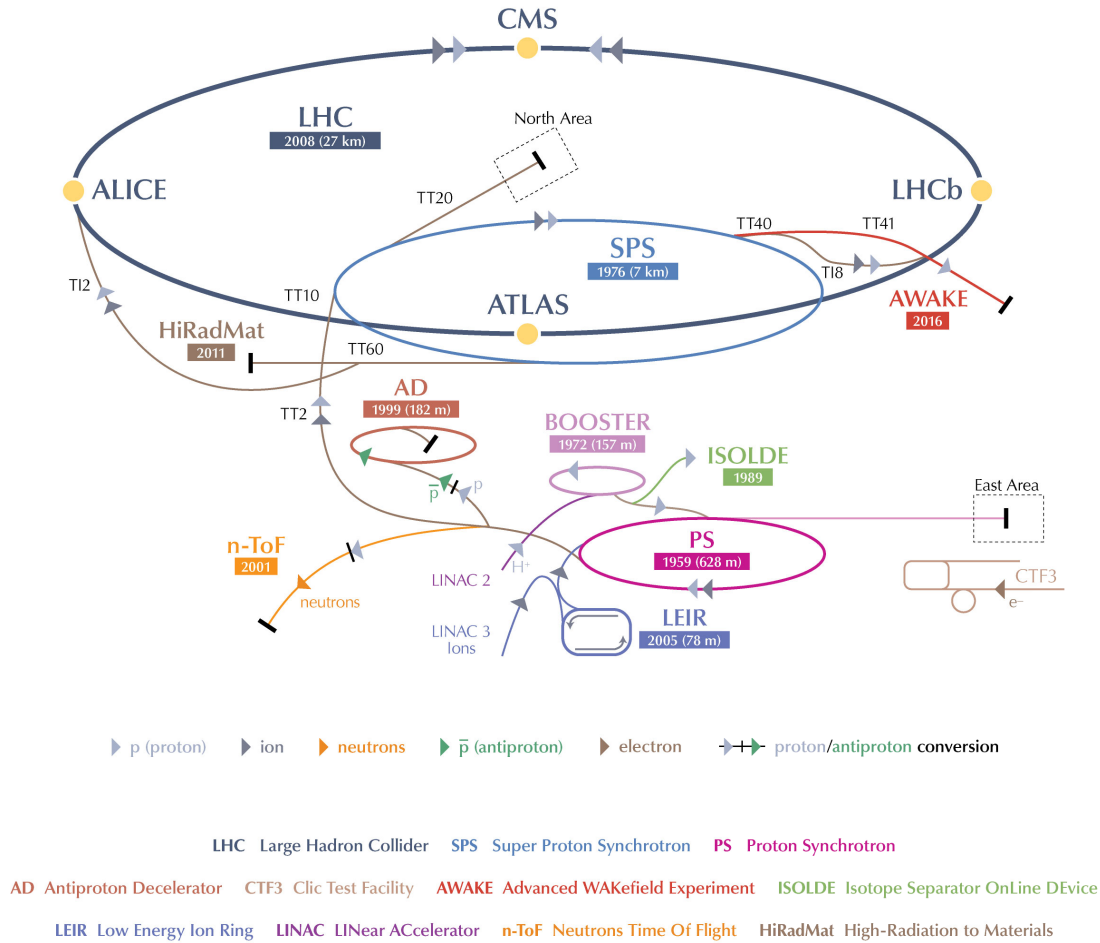 CMS
LHC
2008 (27 km)
North Area
ALICE
LHCb
TT20
TT40
TT41
SPS
1976 (7 km)
TI8
TI2
TT10
ATLAS
AWAKE
2016
HiRadMat
2011
TT60
AD
1999 (182 m)
TT2
BOOSTER
1972 (157 m)
ISOLDE
1989
p̅
p
East Area
n-ToF
2001
PS
1959 (628 m)
H⁺
LINAC 2
neutrons
CTF3
e⁻
LEIR
2005 (78 m)
LINAC 3
Ions
p (proton) ion neutrons p̅ (antiproton) electron proton/antiproton conversion
LHC Large Hadron Collider SPS Super Proton Synchrotron PS Proton Synchrotron
AD Antiproton Decelerator CTF3 Clic Test Facility AWAKE Advanced WAKefield Experiment ISOLDE Isotope Separator OnLine DEvice
LEIR Low Energy Ion Ring LINAC LINear ACcelerator n-ToF Neutrons Time Of Flight HiRadMat High-Radiation to Materials